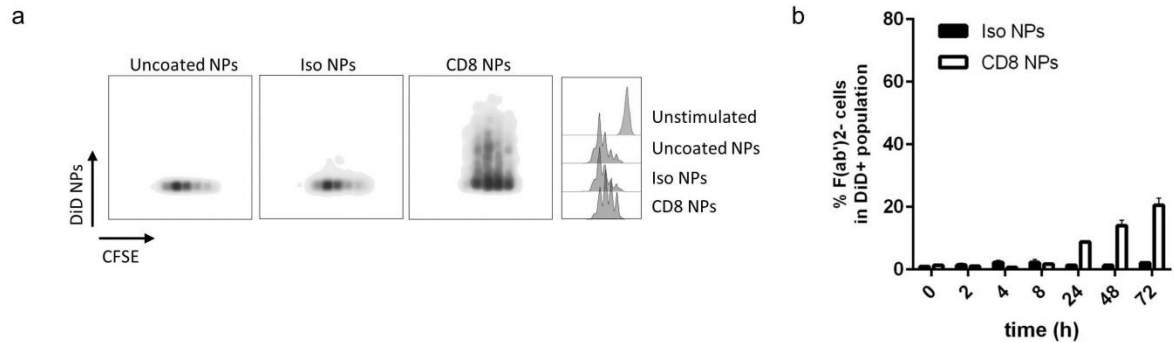 a
Uncoated NPs
Iso NPs
CD8 NPs
DiD NPs
CFSE
Unstimulated
Uncoated NPs
Iso NPs
CD8 NPs
b
% F(ab')2- cells
in DiD+ population
80
60
40
20
0
Iso NPs
CD8 NPs
0
2
4
8
24
48
72
time (h)